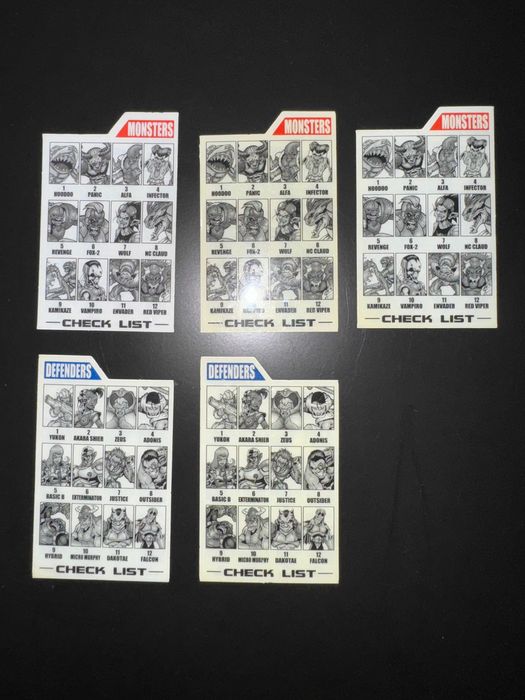 MONSTERS
1 2 3 4
HOODOO PANIC ALFA INFECTOR
5 6 7 8
REVENGE FOX-2 WOLF NC CLAUD
9 10 11 12
KAMIKAZE VAMPIRO ENVADER RED VIPER
CHECK LIST
MONSTERS
1 2 3 4
HOODOO PANIC ALFA INFECTOR
5 6 7 8
REVENGE FOX-2 WOLF NC CLAUD
9 10 11 12
KAMIKAZE VAMPIRO ENVADER RED VIPER
CHECK LIST
MONSTERS
1 2 3 4
HOODOO PANIC ALFA INFECTOR
5 6 7 8
REVENGE FOX-2 WOLF NC CLAUD
9 10 11 12
KAMIKAZE VAMPIRO ENVADER RED VIPER
CHECK LIST
DEFENDERS
1 2 3 4
YUKON AKARA SHIER ZEUS ADONIS
5 6 7 8
BASIC B EXTERMINATOR JUSTICE OUTSIDER
9 10 11 12
HYBRID MICRO MURPHY DAKOTAE FALCON
CHECK LIST
DEFENDERS
1 2 3 4
YUKON AKARA SHIER ZEUS ADONIS
5 6 7 8
BASIC B EXTERMINATOR JUSTICE OUTSIDER
9 10 11 12
HYBRID MICRO MURPHY DAKOTAE FALCON
CHECK LIST